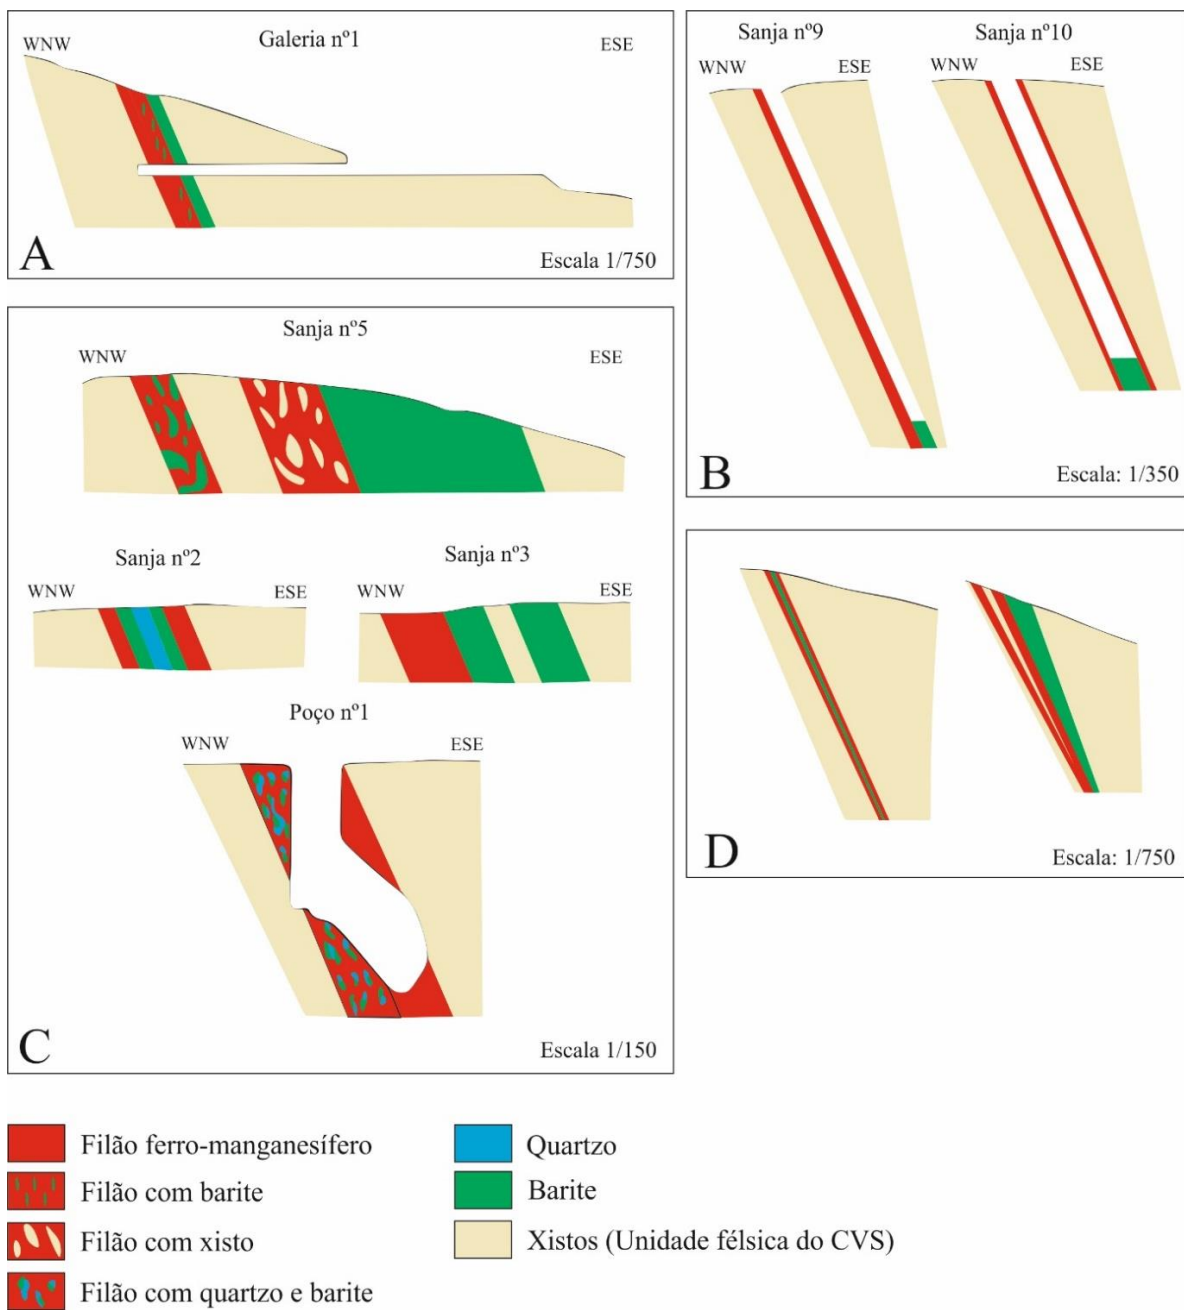 Galeria nº1
WNW
ESE
A
Escala 1/750
Sanja nº9
Sanja nº10
WNW
ESE
WNW
ESE
B
Escala: 1/350
Sanja nº5
WNW
ESE
Sanja nº2
WNW
ESE
Sanja nº3
WNW
ESE
Poço nº1
WNW
ESE
C
Escala 1/150
D
Escala: 1/750
Filão ferro-manganesífero
Filão com barite
Filão com xisto
Filão com quartzo e barite
Quartzo
Barite
Xistos (Unidade félsica do CVS)